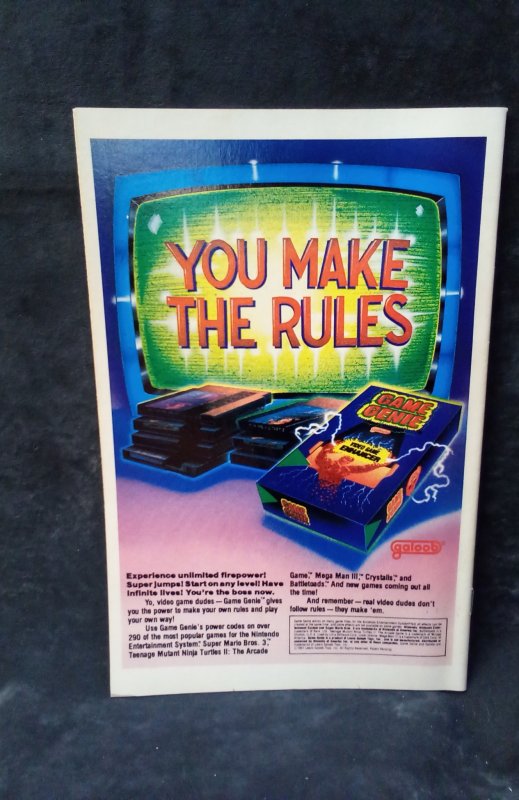 YOU MAKE
THE RULES
GAME
GENIE
VIDEO GAME
ENHANCER
GAME
GENIE
galoob
Experience unlimited firepower!
Super jumps! Start on any level! Have
infinite lives! You're the boss now.
Yo, video game dudes — Game Genie™ gives
you the power to make your own rules and play
your own way!
Use Game Genie's power codes on over
290 of the most popular games for the Nintendo
Entertainment System.® Super Mario Bros. 3,™
Teenage Mutant Ninja Turtles II: The Arcade
Game,™ Mega Man III,™ Crystalis,™ and
Battletoads.™ And new games coming out all
the time!
And remember — real video dudes don't
follow rules — they make 'em.